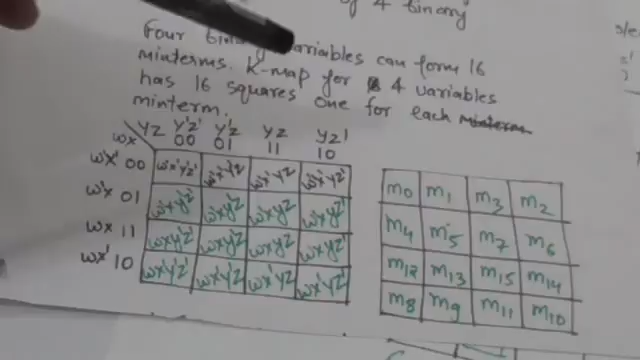 of 4 binary
Four binary variables can form 16
minterms. K-map for 4 variables
has 16 squares one for each
minterm.
yz y'z' y'z yz yz'
wx 00 01 11 10
w'x' 00 w'x'y'z' w'x'y'z w'x'yz w'x'yz'
w'x 01 w'xy'z' w'xy'z w'xyz w'xyz'
wx 11 wxy'z' wxy'z wxyz wxyz'
wx' 10 wx'y'z' wx'y'z wx'yz wx'yz'
m0 m1 m3 m2
m4 m5 m7 m6
m12 m13 m15 m14
m8 m9 m11 m10